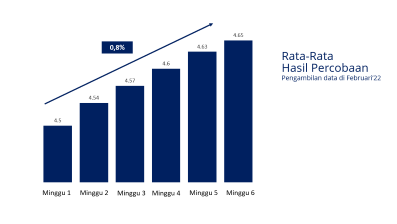 0,8%
4.5
4.54
4.57
4.6
4.63
4.65
Minggu 1
Minggu 2
Minggu 3
Minggu 4
Minggu 5
Minggu 6
Rata-Rata
Hasil Percobaan
Pengambilan data di Februari'22